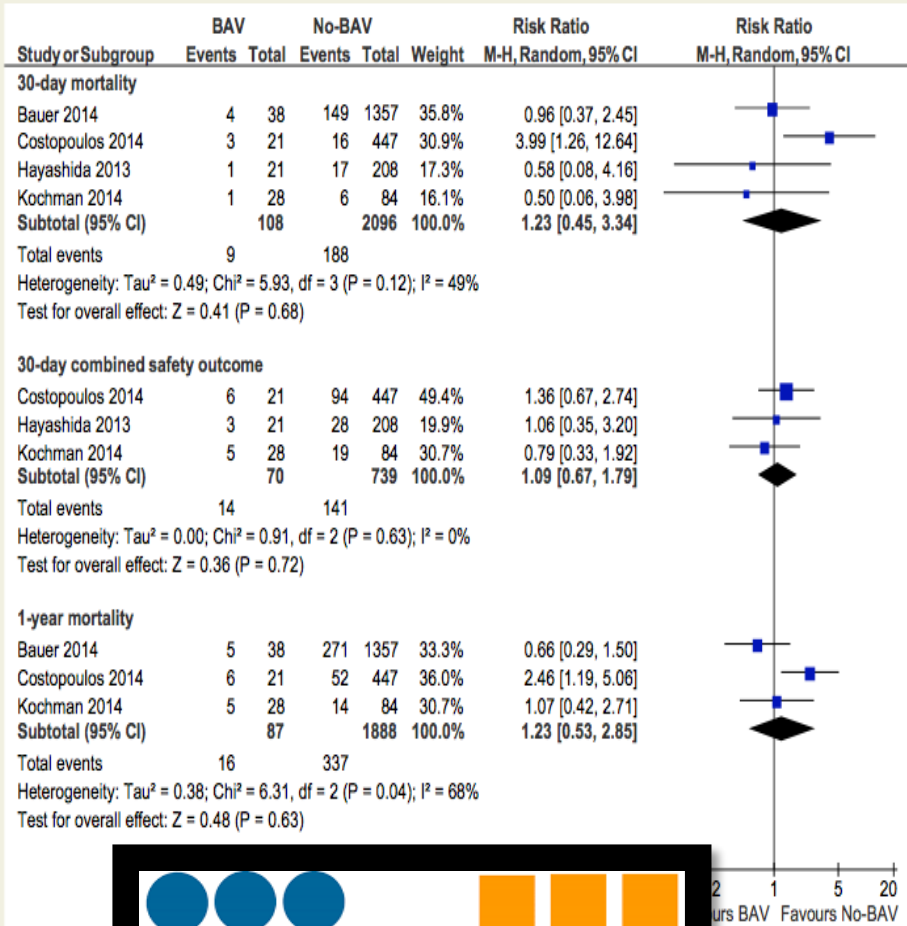 BAV No-BAV Risk Ratio Risk Ratio
Study or Subgroup Events Total Events Total Weight M-H, Random, 95% CI M-H, Random, 95% CI
30-day mortality
Bauer 2014 4 38 149 1357 35.8% 0.96 [0.37, 2.45]
Costopoulos 2014 3 21 16 447 30.9% 3.99 [1.26, 12.64]
Hayashida 2013 1 21 17 208 17.3% 0.58 [0.08, 4.16]
Kochman 2014 1 28 6 84 16.1% 0.50 [0.06, 3.98]
Subtotal (95% CI) 108 2096 100.0% 1.23 [0.45, 3.34]
Total events 9 188
Heterogeneity: Tau² = 0.49; Chi² = 5.93, df = 3 (P = 0.12); I² = 49%
Test for overall effect: Z = 0.41 (P = 0.68)
30-day combined safety outcome
Costopoulos 2014 6 21 94 447 49.4% 1.36 [0.67, 2.74]
Hayashida 2013 3 21 28 208 19.9% 1.06 [0.35, 3.20]
Kochman 2014 5 28 19 84 30.7% 0.79 [0.33, 1.92]
Subtotal (95% CI) 70 739 100.0% 1.09 [0.67, 1.79]
Total events 14 141
Heterogeneity: Tau² = 0.00; Chi² = 0.91, df = 2 (P = 0.63); I² = 0%
Test for overall effect: Z = 0.36 (P = 0.72)
1-year mortality
Bauer 2014 5 38 271 1357 33.3% 0.66 [0.29, 1.50]
Costopoulos 2014 6 21 52 447 36.0% 2.46 [1.19, 5.06]
Kochman 2014 5 28 14 84 30.7% 1.07 [0.42, 2.71]
Subtotal (95% CI) 87 1888 100.0% 1.23 [0.53, 2.85]
Total events 16 337
Heterogeneity: Tau² = 0.38; Chi² = 6.31, df = 2 (P = 0.04); I² = 68%
Test for overall effect: Z = 0.48 (P = 0.63)
2 1 5 20
urs BAV Favours No-BAV